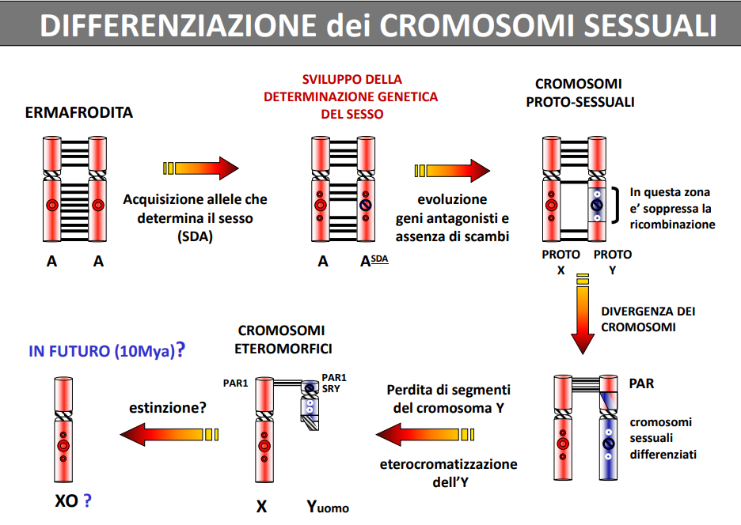 DIFFERENZIAZIONE dei CROMOSOMI SESSUALI
ERMAFRODITA
A A
Acquisizione allele che
determina il sesso
(SDA)
SVILUPPO DELLA
DETERMINAZIONE GENETICA
DEL SESSO
A A^SDA
evoluzione
geni antagonisti e
assenza di scambi
CROMOSOMI
PROTO-SESSUALI
In questa zona
e' soppressa la
ricombinazione
PROTO PROTO
X Y
DIVERGENZA DEI
CROMOSOMI
PAR
cromosomi
sessuali
differenziati
Perdita di segmenti
del cromosoma Y
eterocromatizzazione
dell'Y
CROMOSOMI
ETEROMORFICI
PAR1 PAR1
SRY
X Yuomo
estinzione?
IN FUTURO (10Mya)?
XO ?